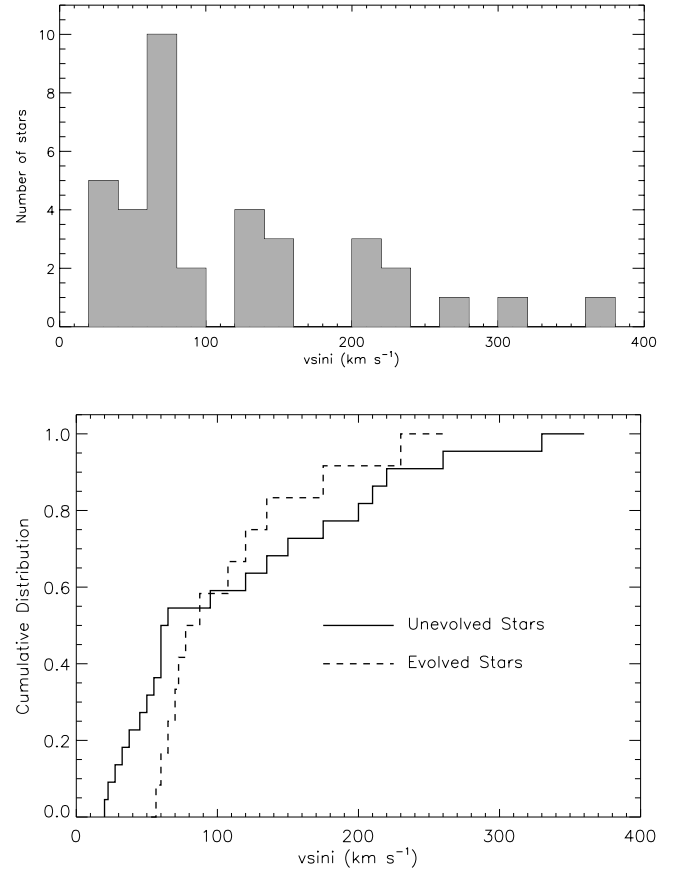 10
8
6
4
2
0
Number of stars
0 100 200 300 400
vsini (km s⁻¹)
1.0
0.8
0.6
0.4
0.2
0.0
Cumulative Distribution
Unevolved Stars
Evolved Stars
0 100 200 300 400
vsini (km s⁻¹)